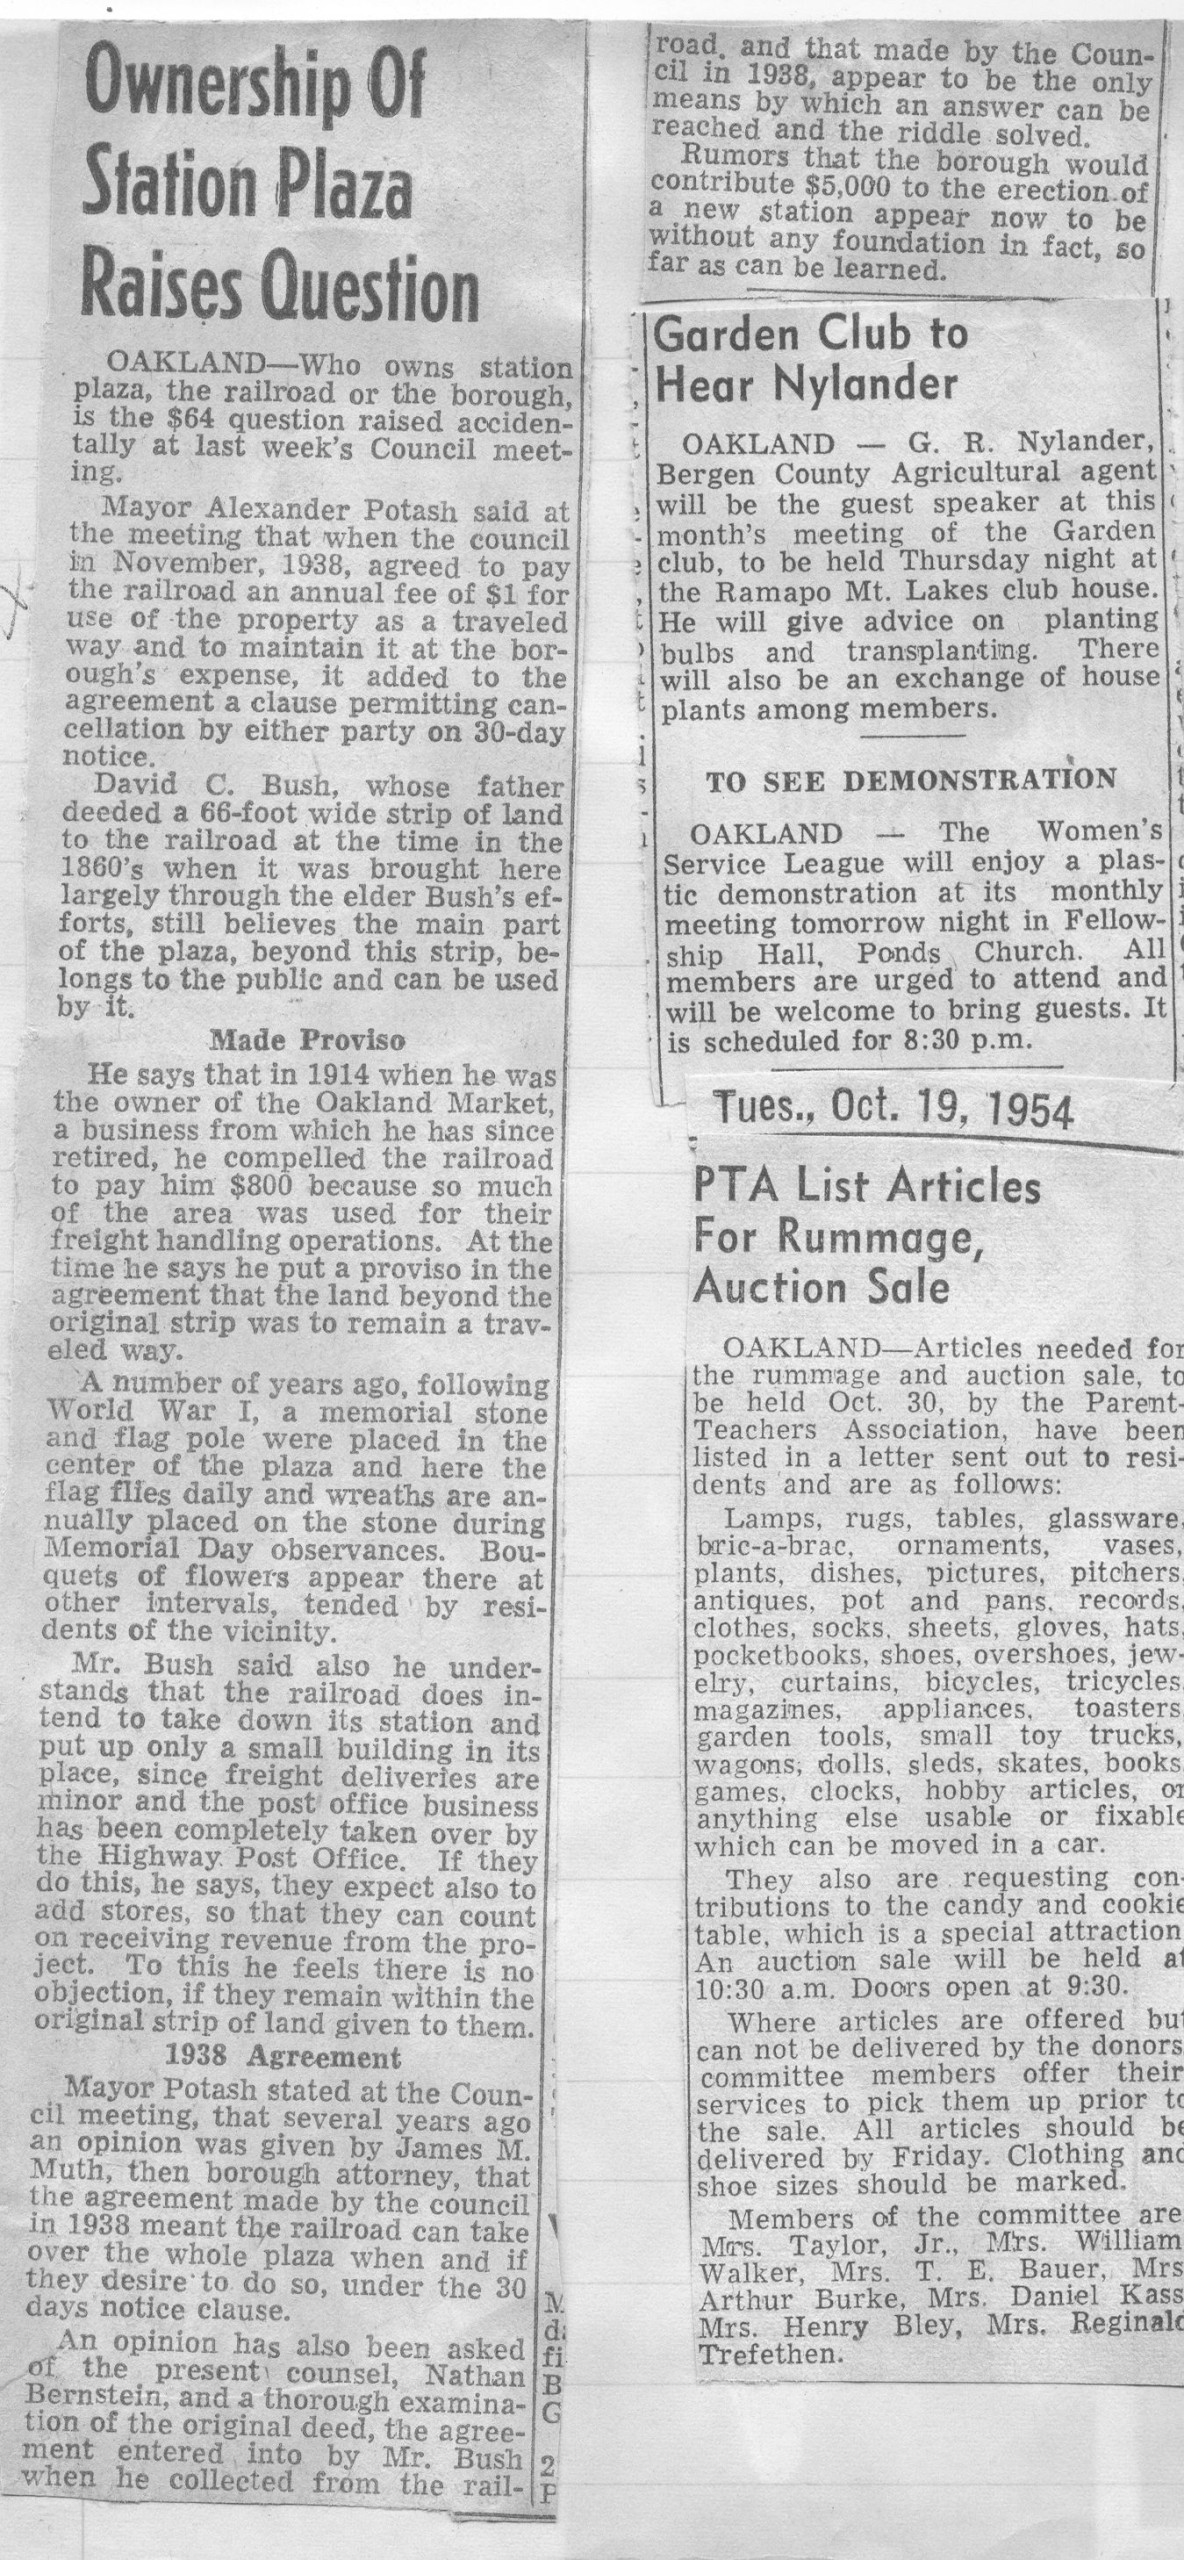 Ownership Of
Station Plaza
Raises Question
OAKLAND—Who owns station
plaza, the railroad or the borough,
is the $64 question raised acciden-
tally at last week's Council meet-
ing.
Mayor Alexander Potash said at
the meeting that when the council
in November, 1938, agreed to pay
the railroad an annual fee of $1 for
use of the property as a traveled
way and to maintain it at the bor-
ough's expense, it added to the
agreement a clause permitting can-
cellation by either party on 30-day
notice.
David C. Bush, whose father
deeded a 66-foot wide strip of land
to the railroad at the time in the
1860's when it was brought here
largely through the elder Bush's ef-
forts, still believes the main part
of the plaza, beyond this strip, be-
longs to the public and can be used
by it.
Made Proviso
He says that in 1914 when he was
the owner of the Oakland Market,
a business from which he has since
retired, he compelled the railroad
to pay him $800 because so much
of the area was used for their
freight handling operations. At the
time he says he put a proviso in the
agreement that the land beyond the
original strip was to remain a trav-
eled way.
A number of years ago, following
World War I, a memorial stone
and flag pole were placed in the
center of the plaza and here the
flag flies daily and wreaths are an-
nually placed on the stone during
Memorial Day observances. Bou-
quets of flowers appear there at
other intervals, tended by resi-
dents of the vicinity.
Mr. Bush said also he under-
stands that the railroad does in-
tend to take down its station and
put up only a small building in its
place, since freight deliveries are
minor and the post office business
has been completely taken over by
the Highway Post Office. If they
do this, he says, they expect also to
add stores, so that they can count
on receiving revenue from the pro-
ject. To this he feels there is no
objection, if they remain within the
original strip of land given to them.
1938 Agreement
Mayor Potash stated at the Coun-
cil meeting, that several years ago
an opinion was given by James M.
Muth, then borough attorney, that
the agreement made by the council
in 1938 meant the railroad can take
over the whole plaza when and if
they desire to do so, under the 30
days notice clause.
An opinion has also been asked
of the present counsel, Nathan
Bernstein, and a thorough examina-
tion of the original deed, the agree-
ment entered into by Mr. Bush
when he collected from the rail-
road, and that made by the Coun-
cil in 1938, appear to be the only
means by which an answer can be
reached and the riddle solved.
Rumors that the borough would
contribute $5,000 to the erection of
a new station appear now to be
without any foundation in fact, so
far as can be learned.
Garden Club to
Hear Nylander
OAKLAND — G. R. Nylander,
Bergen County Agricultural agent
will be the guest speaker at this
month's meeting of the Garden
club, to be held Thursday night at
the Ramapo Mt. Lakes club house.
He will give advice on planting
bulbs and transplanting. There
will also be an exchange of house
plants among members.
TO SEE DEMONSTRATION
OAKLAND — The Women's
Service League will enjoy a plas-
tic demonstration at its monthly
meeting tomorrow night in Fellow-
ship Hall, Ponds Church. All
members are urged to attend and
will be welcome to bring guests. It
is scheduled for 8:30 p.m.
Tues., Oct. 19, 1954
PTA List Articles
For Rummage,
Auction Sale
OAKLAND—Articles needed for
the rummage and auction sale, to
be held Oct. 30, by the Parent-
Teachers Association, have been
listed in a letter sent out to resi-
dents and are as follows:
Lamps, rugs, tables, glassware,
bric-a-brac, ornaments, vases,
plants, dishes, pictures, pitchers,
antiques, pot and pans, records,
clothes, socks, sheets, gloves, hats,
pocketbooks, shoes, overshoes, jew-
elry, curtains, bicycles, tricycles,
magazines, appliances, toasters,
garden tools, small toy trucks,
wagons, dolls, sleds, skates, books,
games, clocks, hobby articles, or
anything else usable or fixable
which can be moved in a car.
They also are requesting con-
tributions to the candy and cookie
table, which is a special attraction
An auction sale will be held at
10:30 a.m. Doors open at 9:30.
Where articles are offered but
can not be delivered by the donors
committee members offer their
services to pick them up prior to
the sale. All articles should be
delivered by Friday. Clothing and
shoe sizes should be marked.
Members of the committee are
Mrs. Taylor, Jr., Mrs. William
Walker, Mrs. T. E. Bauer, Mrs
Arthur Burke, Mrs. Daniel Kass
Mrs. Henry Bley, Mrs. Reginald
Trefethen.